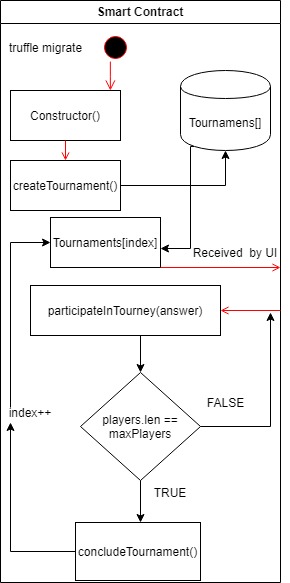 Smart Contract
truffle migrate
Constructor()
Tournamens[]
createTournament()
Tournaments[index]
Received by UI
participateInTourney(answer)
players.len ==
maxPlayers
FALSE
index++
TRUE
concludeTournament()